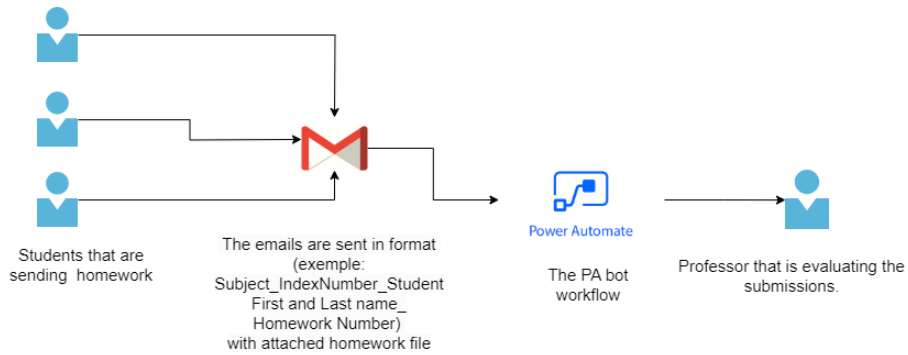 Students that are
sending homework
The emails are sent in format
(exemple:
Subject_IndexNumber_Student
First and Last name_
Homework Number)
with attached homework file
Power Automate
The PA bot
workflow
Professor that is evaluating the
submissions.